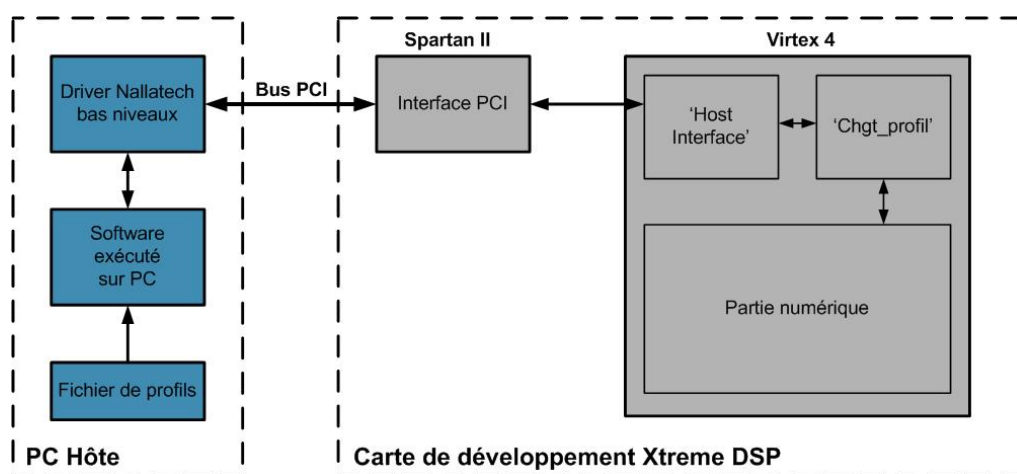 Spartan II
Virtex 4
Driver Nallatech
bas niveaux
Bus PCI
Interface PCI
‘Host
Interface’
‘Chgt_profil’
Software
exécuté
sur PC
Partie numérique
Fichier de profils
PC Hôte
Carte de développement Xtreme DSP